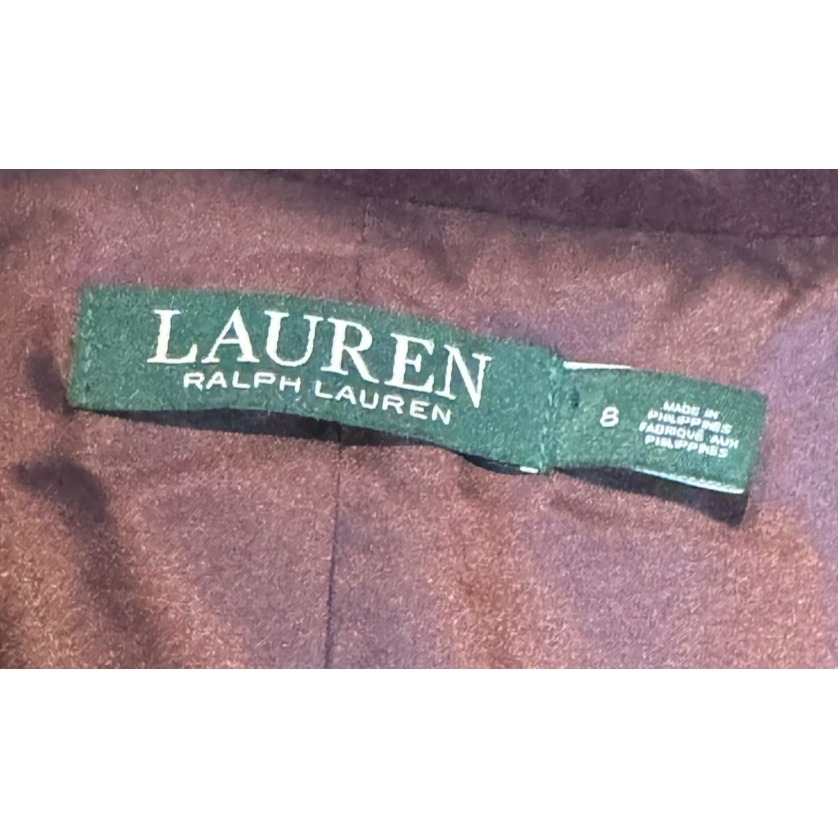 LAUREN
RALPH LAUREN
8
MADE IN
PHILIPPINES
FABRIQUÉ AUX
PHILIPPINES